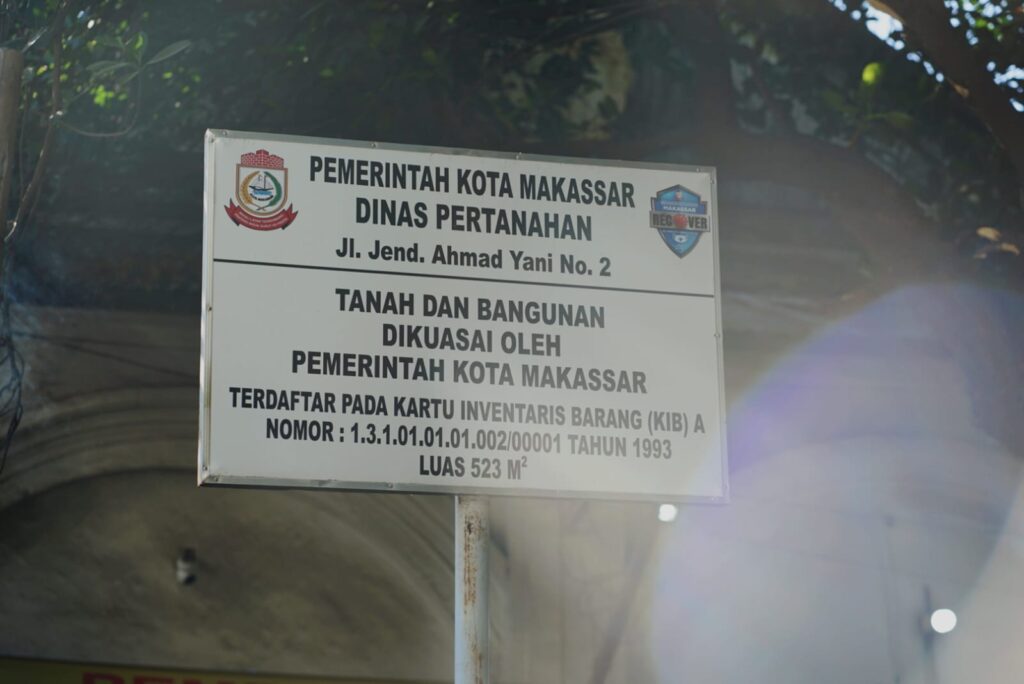 PEMERINTAH KOTA MAKASSAR
DINAS PERTANAHAN
Jl. Jend. Ahmad Yani No. 2
MAKASSAR
RECOVER
TANAH DAN BANGUNAN
DIKUASAI OLEH
PEMERINTAH KOTA MAKASSAR
TERDAFTAR PADA KARTU INVENTARIS BARANG (KIB) A
NOMOR : 1.3.1.01.01.01.002/00001 TAHUN 1993
LUAS 523 M²